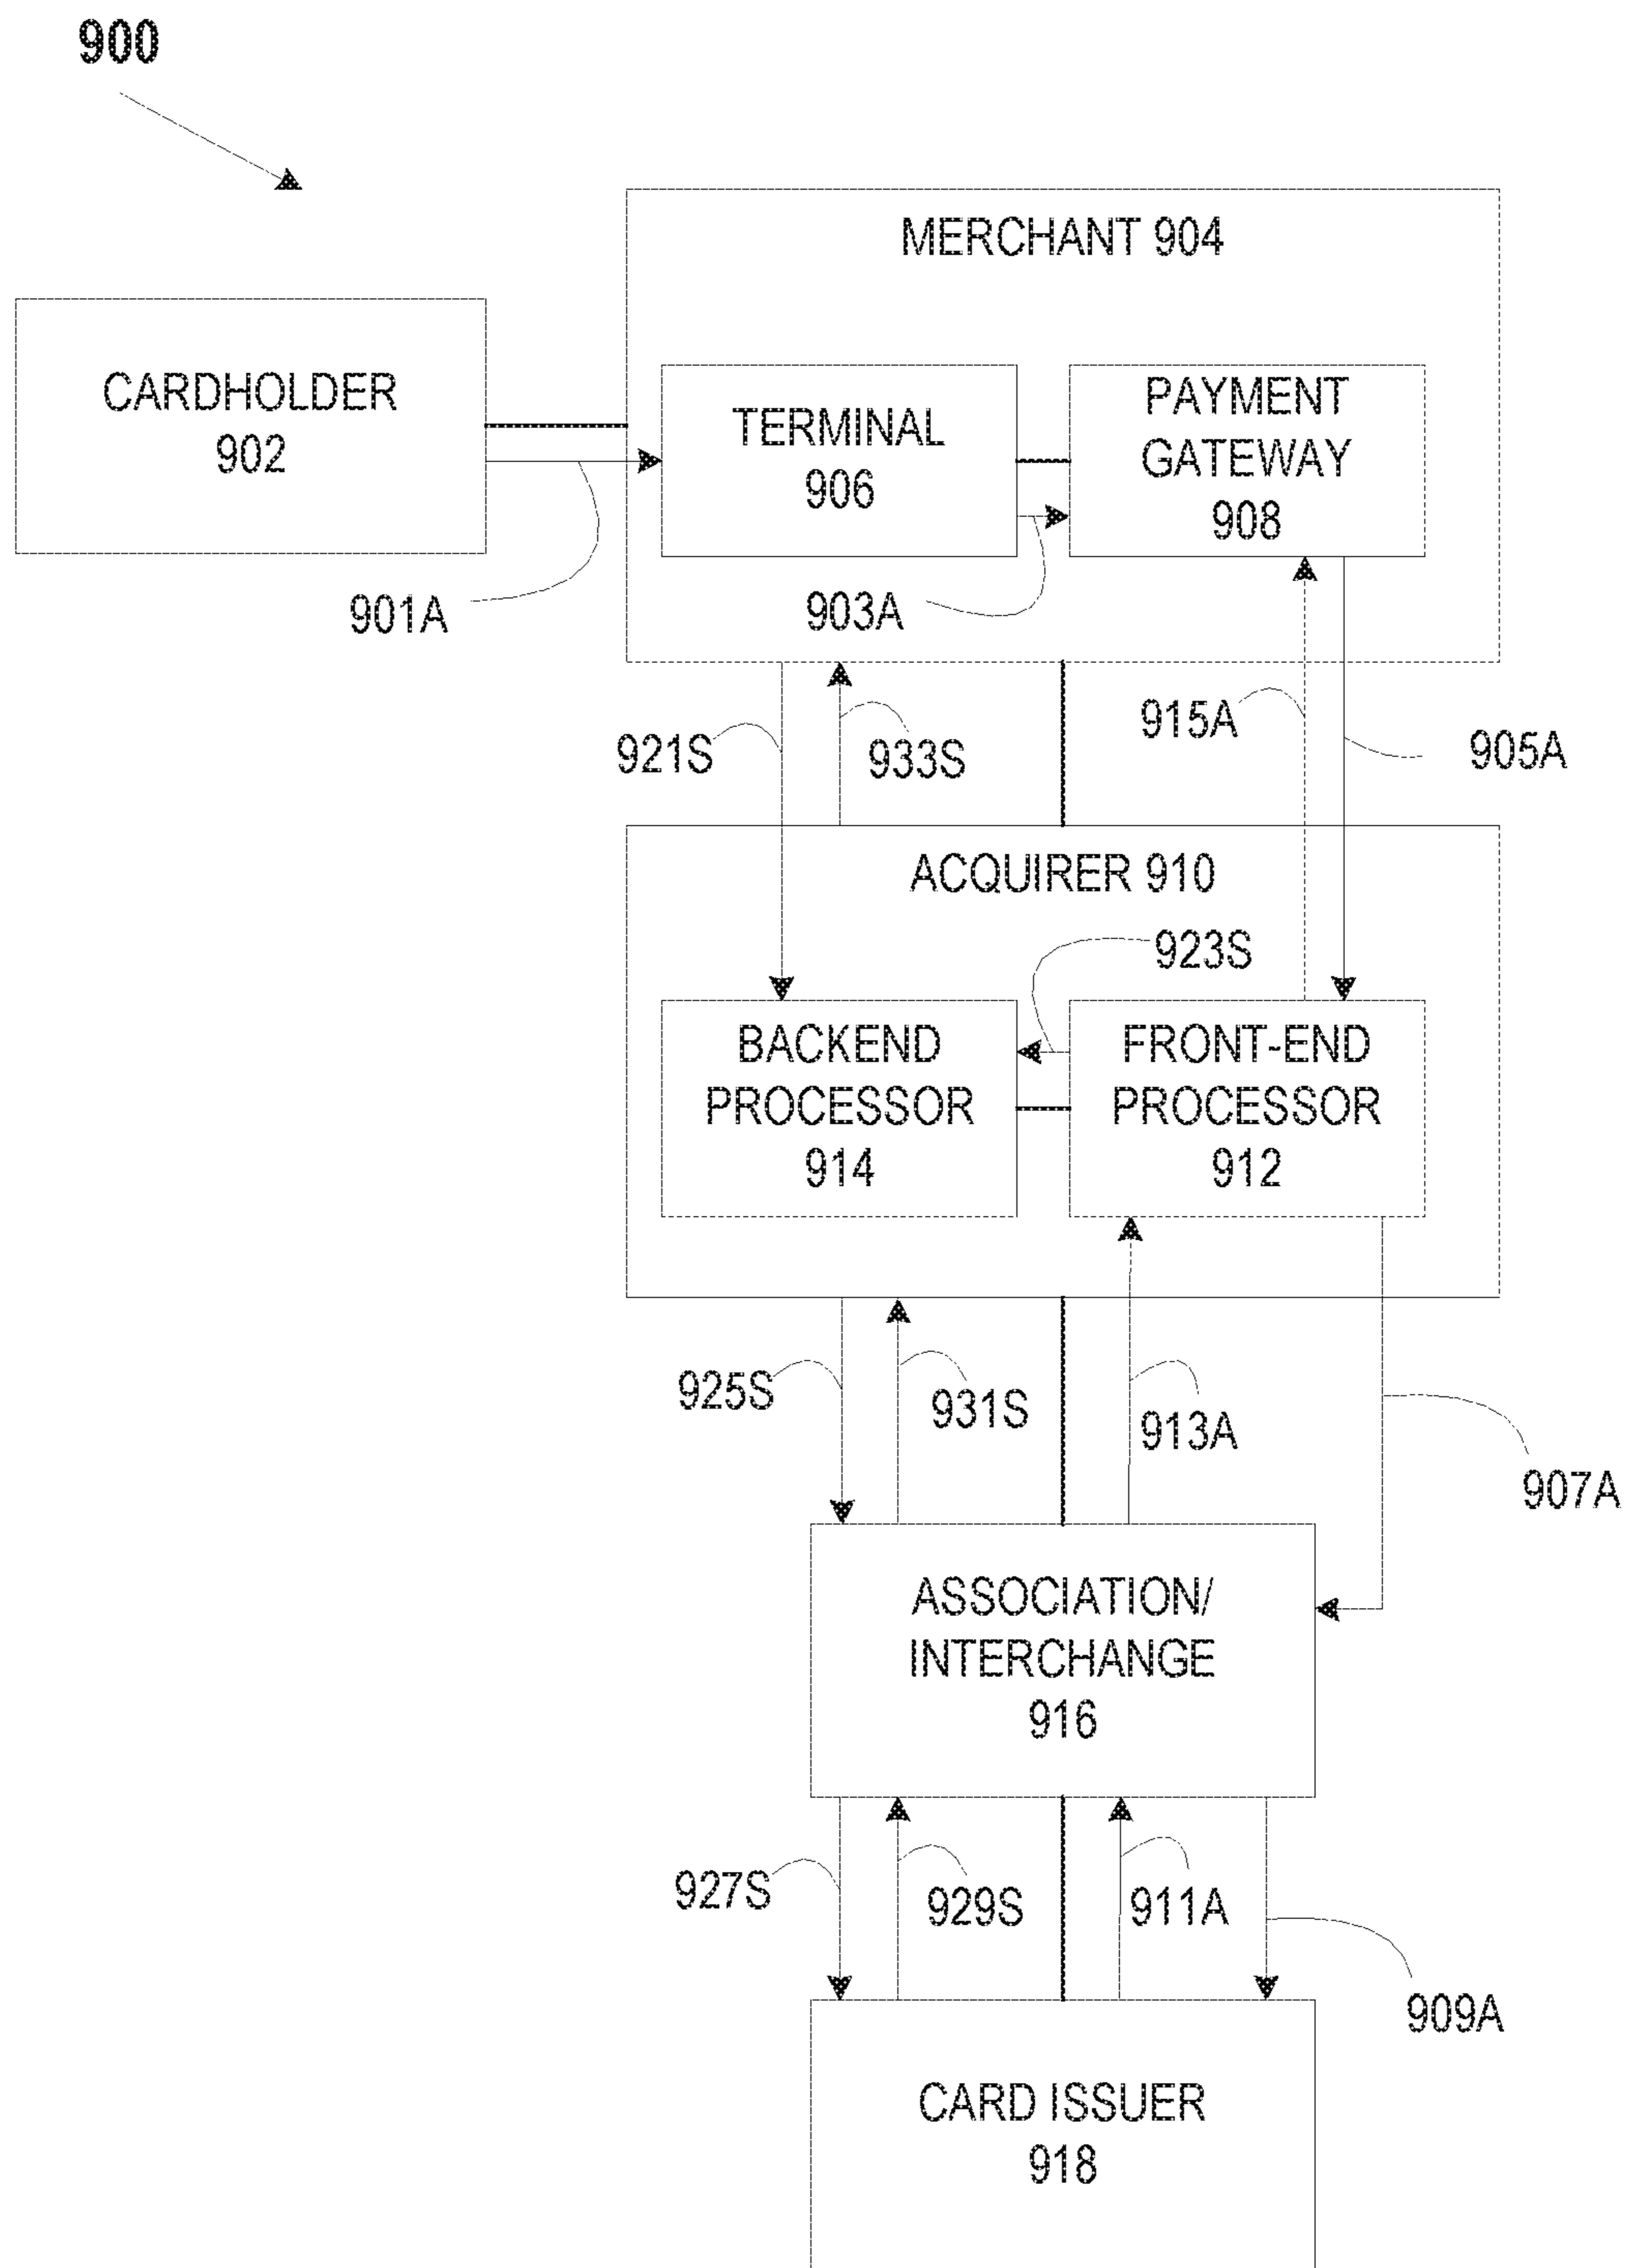 900
MERCHANT 904
CARDHOLDER
902
TERMINAL
906
PAYMENT
GATEWAY
908
901A
903A
921S
933S
915A
905A
ACQUIRER 910
923S
BACKEND
PROCESSOR
914
FRONT-END
PROCESSOR
912
925S
931S
913A
907A
ASSOCIATION/
INTERCHANGE
916
927S
929S
911A
909A
CARD ISSUER
918